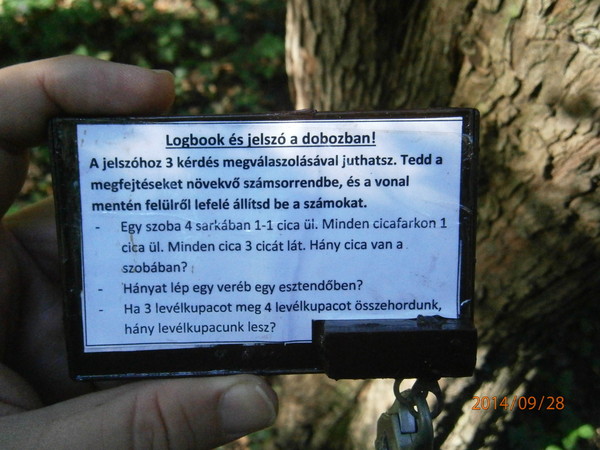 Logbook és jelszó a dobozban!
A jelszóhoz 3 kérdés megválaszolásával juthatsz. Tedd a
megfejtéseket növekvő számsorrendbe, és a vonal
mentén felülről lefelé állítsd be a számokat.
- Egy szoba 4 sarkában 1-1 cica ül. Minden cicafarkon 1
cica ül. Minden cica 3 cicát lát. Hány cica van a
szobában?
- Hányat lép egy veréb egy esztendőben?
- Ha 3 levélkupacot meg 4 levélkupacot összehordunk,
hány levélkupacunk lesz?
2014/09/28